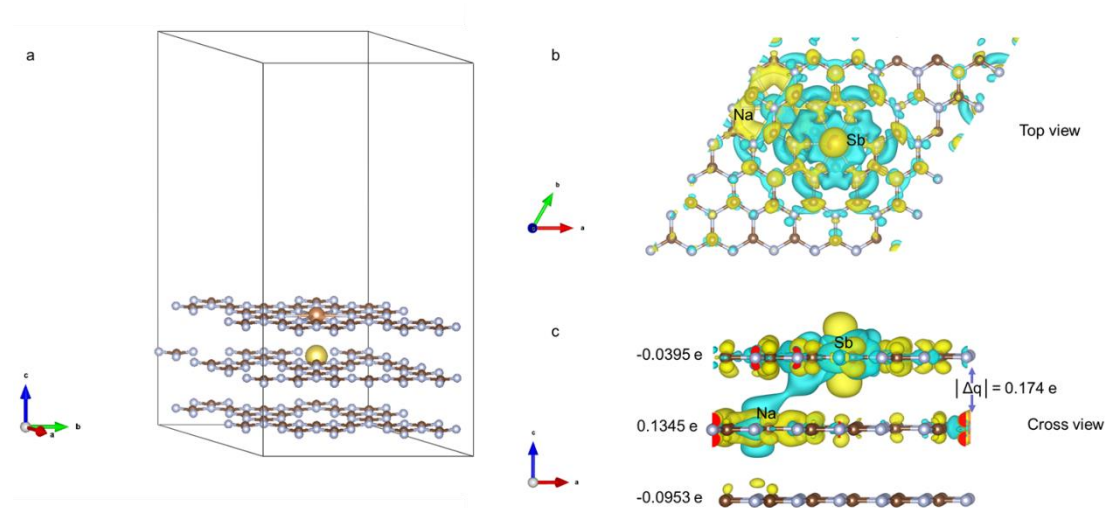 a
c
b
a
b
Na
Sb
Top view
b
a
c
-0.0395 e
Sb
|Δq| = 0.174 e
Na
0.1345 e
Cross view
c
a
-0.0953 e